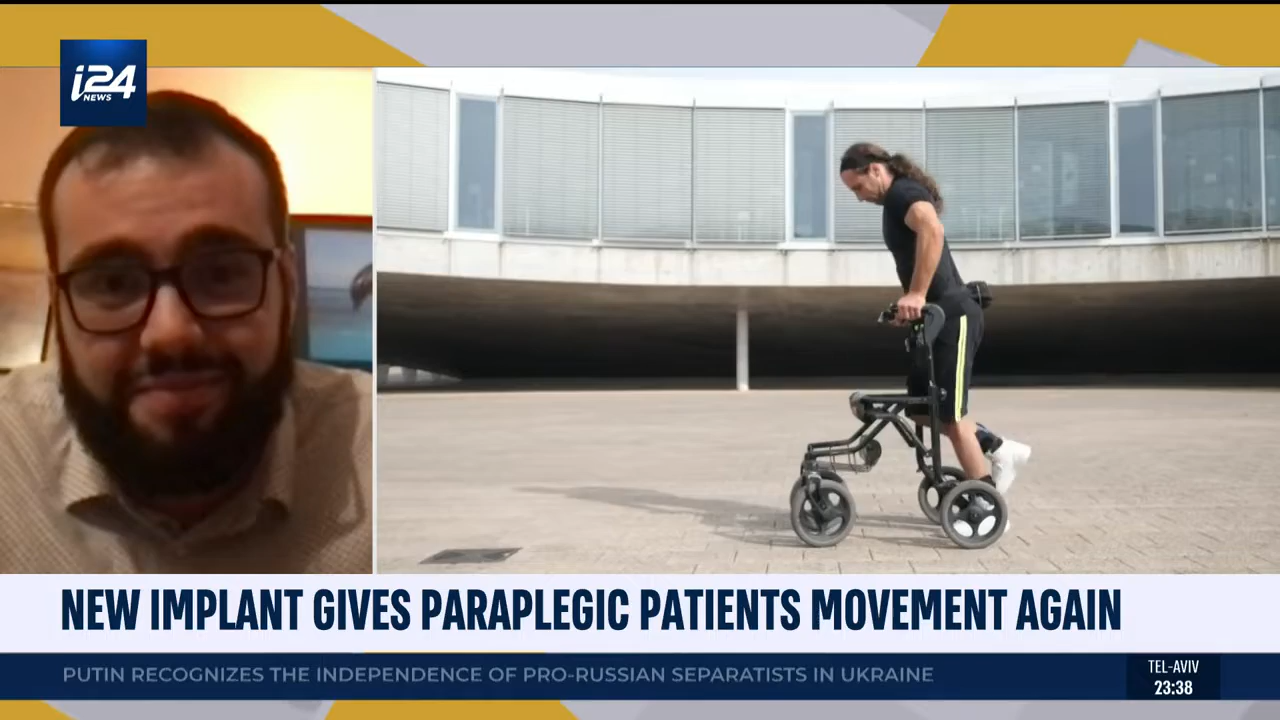 i24
NEWS
NEW IMPLANT GIVES PARAPLEGIC PATIENTS MOVEMENT AGAIN
PUTIN RECOGNIZES THE INDEPENDENCE OF PRO-RUSSIAN SEPARATISTS IN UKRAINE
TEL-AVIV
23:38